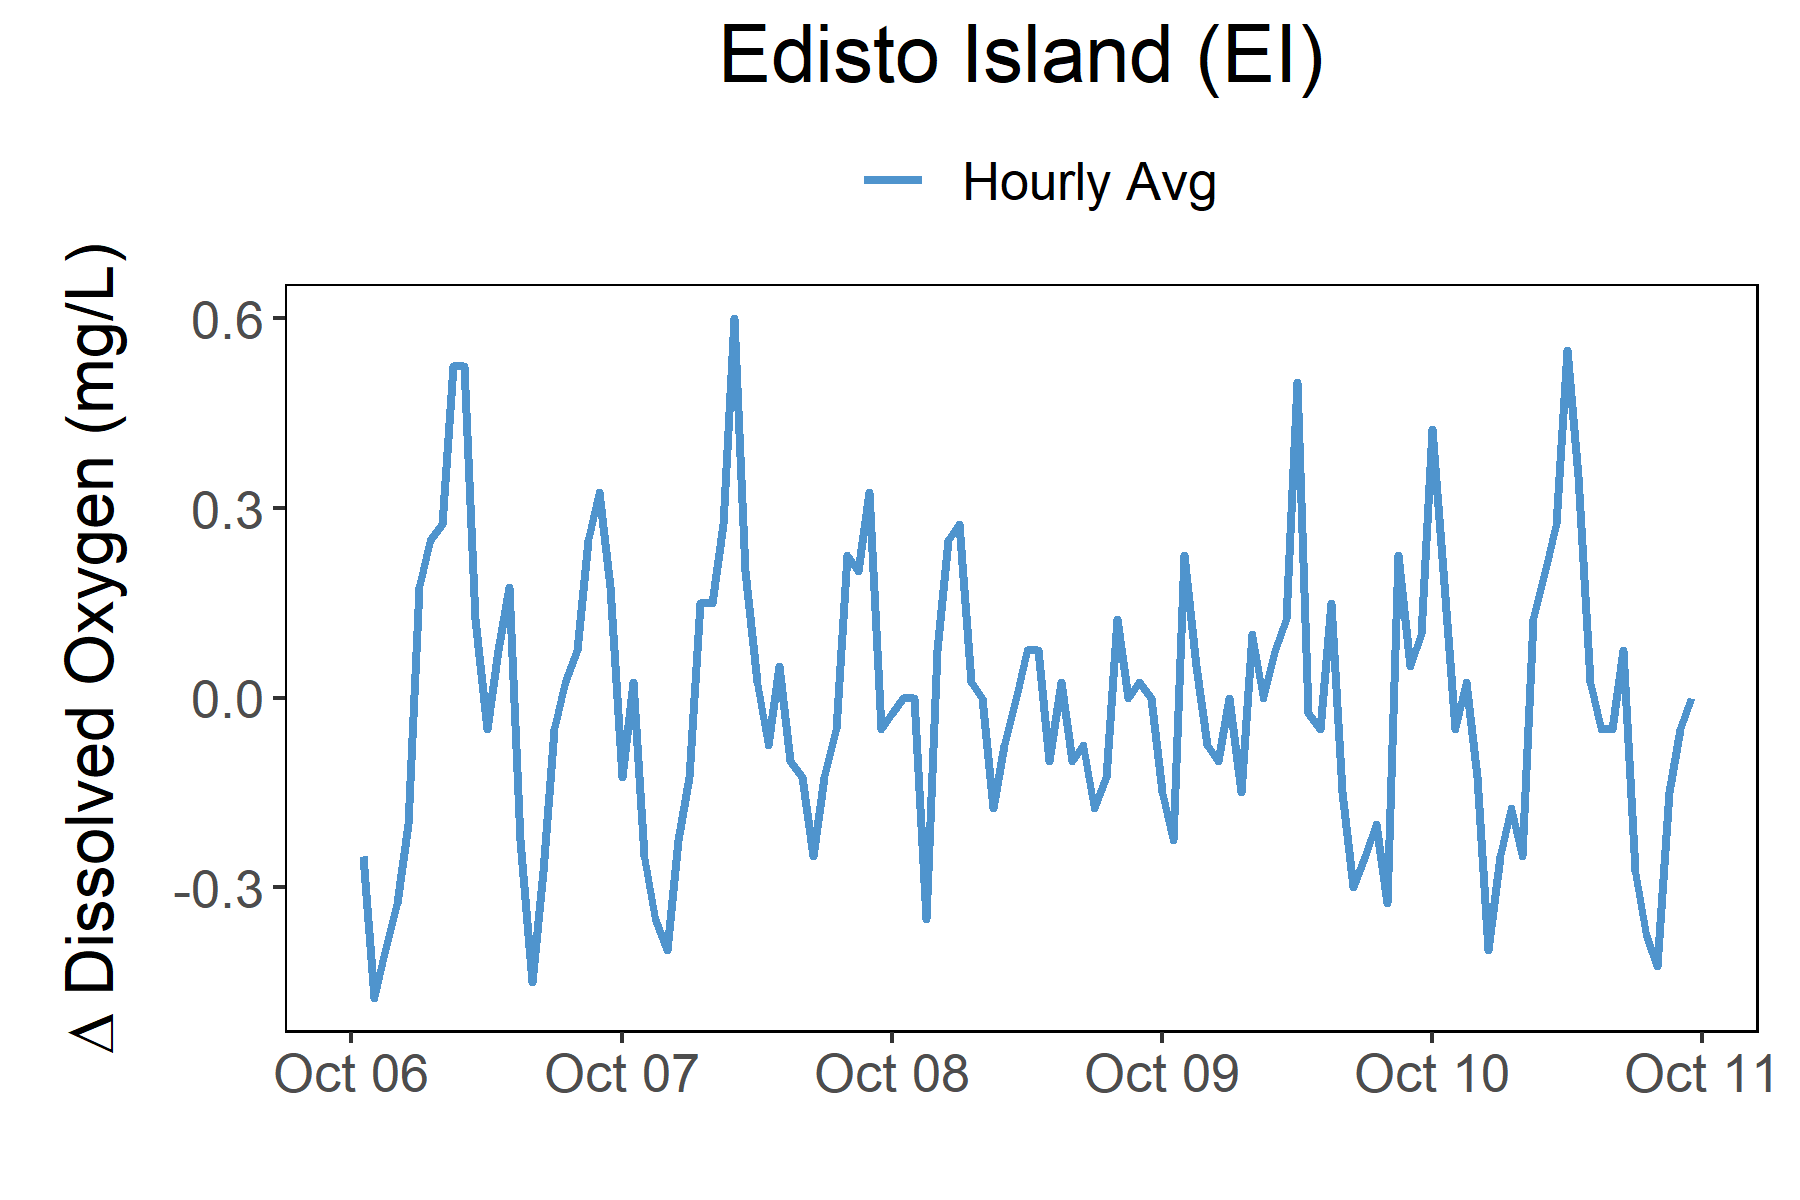 Edisto Island (EI)
Hourly Avg
Δ Dissolved Oxygen (mg/L)
0.6
0.3
0.0
-0.3
Oct 06 Oct 07 Oct 08 Oct 09 Oct 10 Oct 11